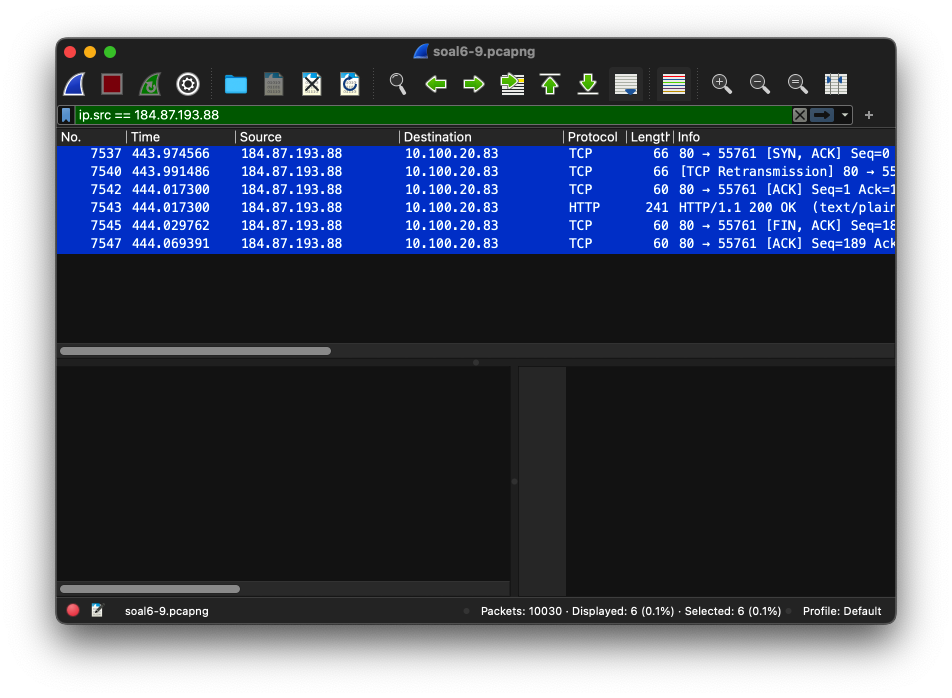 soal6-9.pcapng
ip.src == 184.87.193.88
No. Time Source Destination Protocol Length Info
7537 443.974566 184.87.193.88 10.100.20.83 TCP 66 80 → 55761 [SYN, ACK] Seq=0
7540 443.991486 184.87.193.88 10.100.20.83 TCP 66 [TCP Retransmission] 80 → 55
7542 444.017300 184.87.193.88 10.100.20.83 TCP 60 80 → 55761 [ACK] Seq=1 Ack=1
7543 444.017300 184.87.193.88 10.100.20.83 HTTP 241 HTTP/1.1 200 OK (text/plain
7545 444.029762 184.87.193.88 10.100.20.83 TCP 60 80 → 55761 [FIN, ACK] Seq=18
7547 444.069391 184.87.193.88 10.100.20.83 TCP 60 80 → 55761 [ACK] Seq=189 Ack
soal6-9.pcapng Packets: 10030 · Displayed: 6 (0.1%) · Selected: 6 (0.1%) Profile: Default